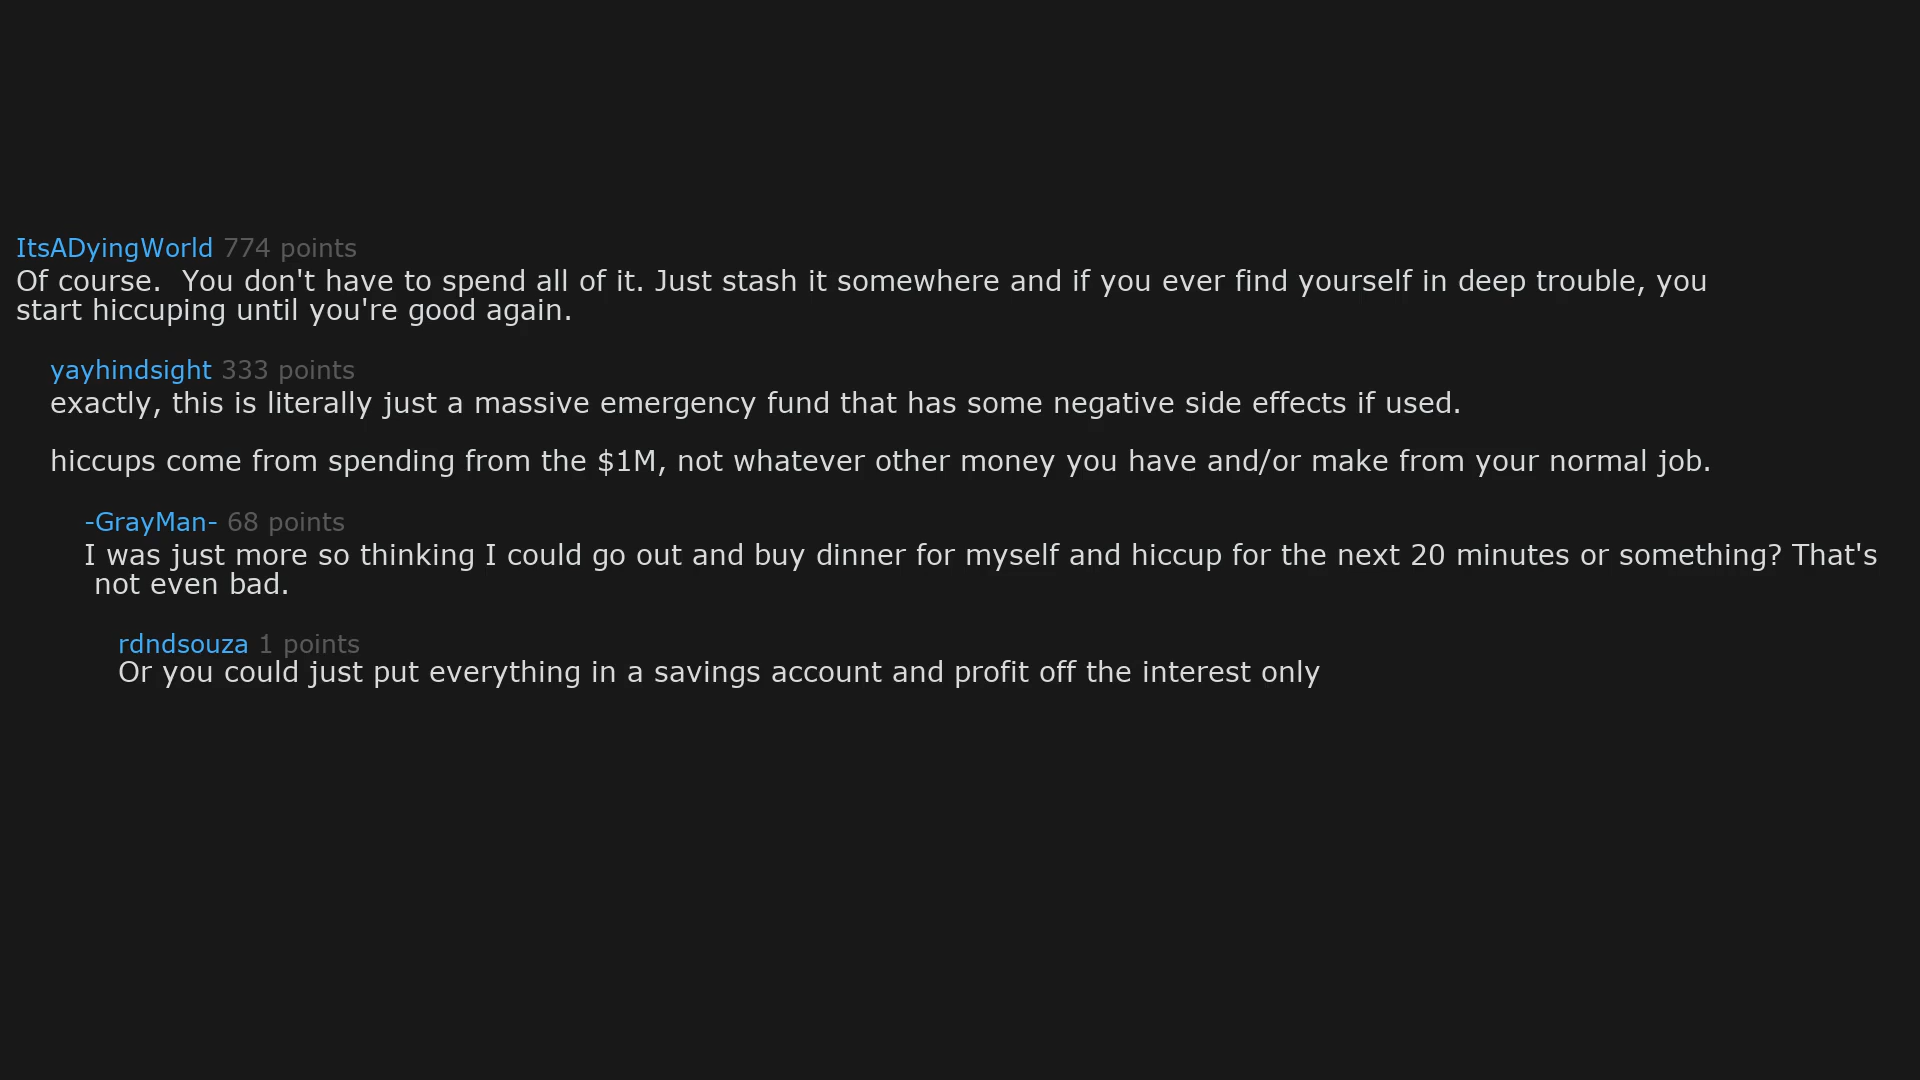 ItsADyingWorld 774 points
Of course.  You don't have to spend all of it. Just stash it somewhere and if you ever find yourself in deep trouble, you
start hiccuping until you're good again.
yayhindsight 333 points
exactly, this is literally just a massive emergency fund that has some negative side effects if used.
hiccups come from spending from the $1M, not whatever other money you have and/or make from your normal job.
-GrayMan- 68 points
I was just more so thinking I could go out and buy dinner for myself and hiccup for the next 20 minutes or something? That's
not even bad.
rdndsouza 1 points
Or you could just put everything in a savings account and profit off the interest only